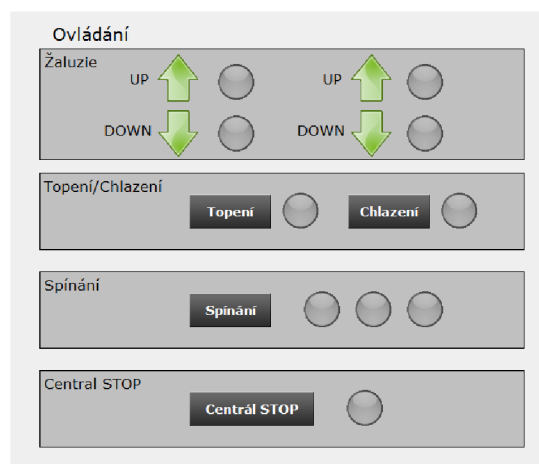 Ovládání
Žaluzie
UP UP
DOWN DOWN
Topení/Chlazení
Topení Chlazení
Spínání
Spínání
Central STOP
Centrál STOP